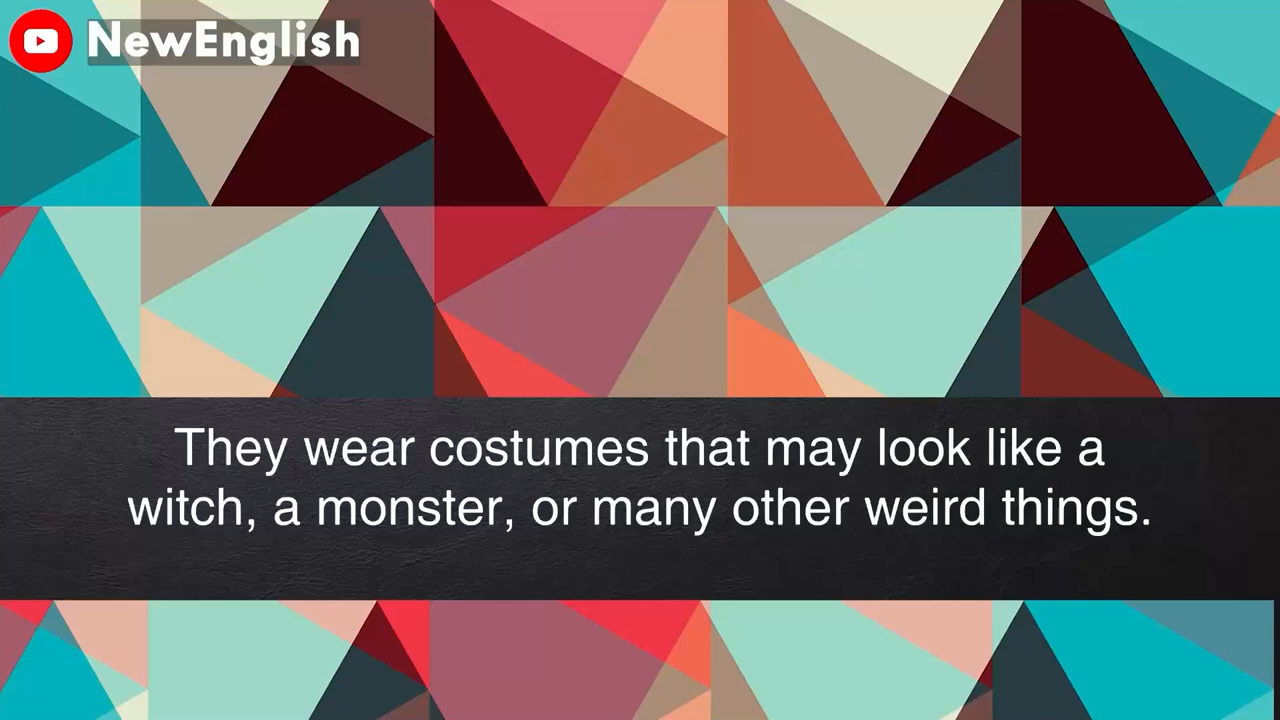 NewEnglish
They wear costumes that may look like a
witch, a monster, or many other weird things.